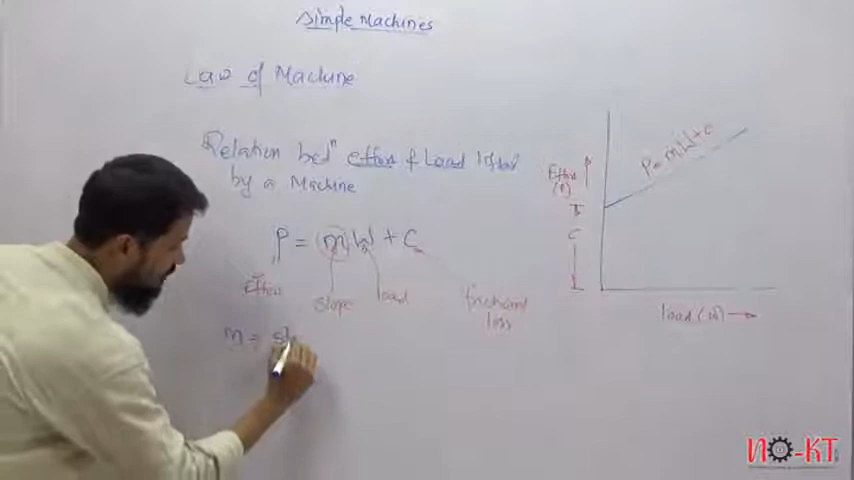 Simple Machines
Law of Machine
Relation betn effort & Load lifted
by a Machine
P = mW + C
Effort
slope
load
frictional
loss
m = sl
P = mW + C
Effort
(P)
C
load (W) →
NO-KT